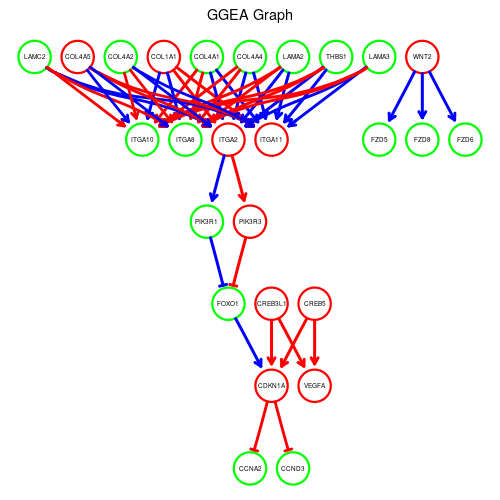 GGEA Graph
LAMC2 COL4A5 COL4A2 COL1A1 COL4A1 COL4A4 LAMA2 THBS1 LAMA3 WNT2
ITGA10 ITGA8 ITGA2 ITGA11 FZD5 FZD8 FZD6
PIK3R1 PIK3R3
FOXO1 CREB3L1 CREB5
CDKN1A VEGFA
CCNA2 CCND3